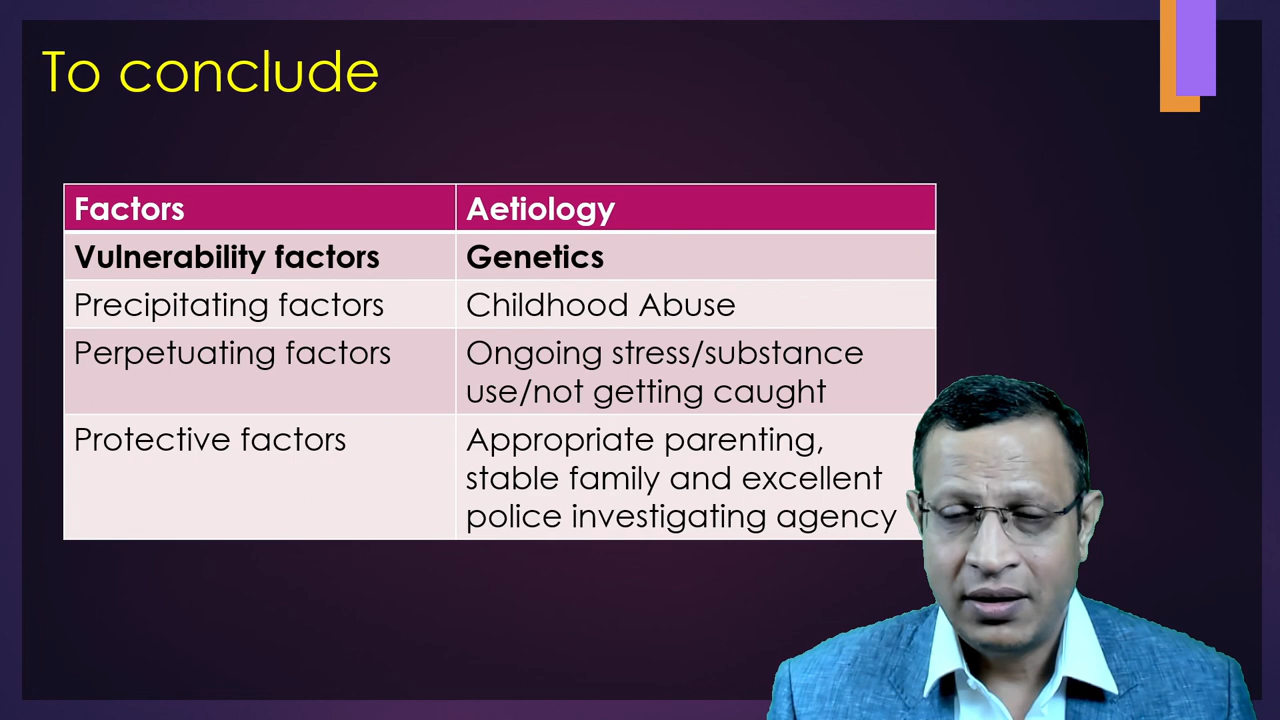 To conclude
Factors Aetiology
Vulnerability factors Genetics
Precipitating factors Childhood Abuse
Perpetuating factors Ongoing stress/substance
use/not getting caught
Protective factors Appropriate parenting,
stable family and excellent
police investigating agency